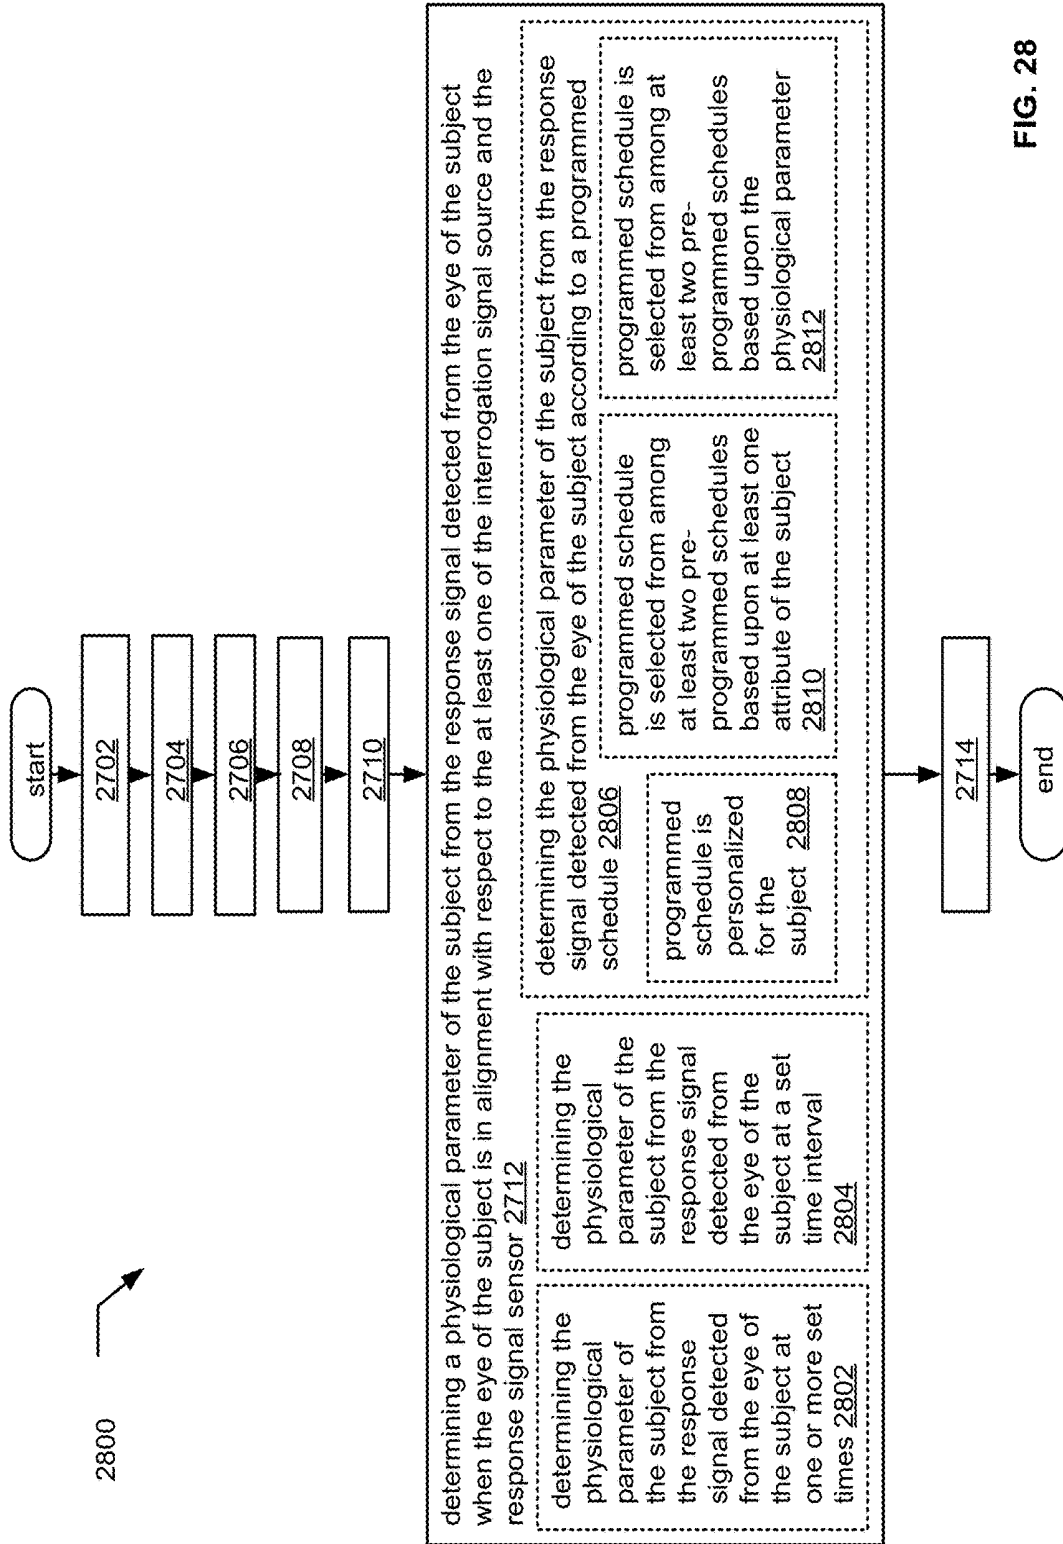 2800
start
2702
2704
2706
2708
2710
determining a physiological parameter of the subject from the response signal detected from the eye of the subject
when the eye of the subject is in alignment with respect to the at least one of the interrogation signal source and the
response signal sensor 2712
determining the
physiological
parameter of
the subject from
the response
signal detected
from the eye of
the subject at
one or more set
times 2802
determining the
physiological
parameter of the
subject from the
response signal
detected from
the eye of the
subject at a set
time interval
2804
determining the physiological parameter of the subject from the response
signal detected from the eye of the subject according to a programmed
schedule 2806
programmed
schedule is
personalized
for the
subject 2808
programmed schedule
is selected from among
at least two pre-
programmed schedules
based upon at least one
attribute of the subject
2810
programmed schedule is
selected from among at
least two pre-
programmed schedules
based upon the
physiological parameter
2812
2714
end
FIG. 28